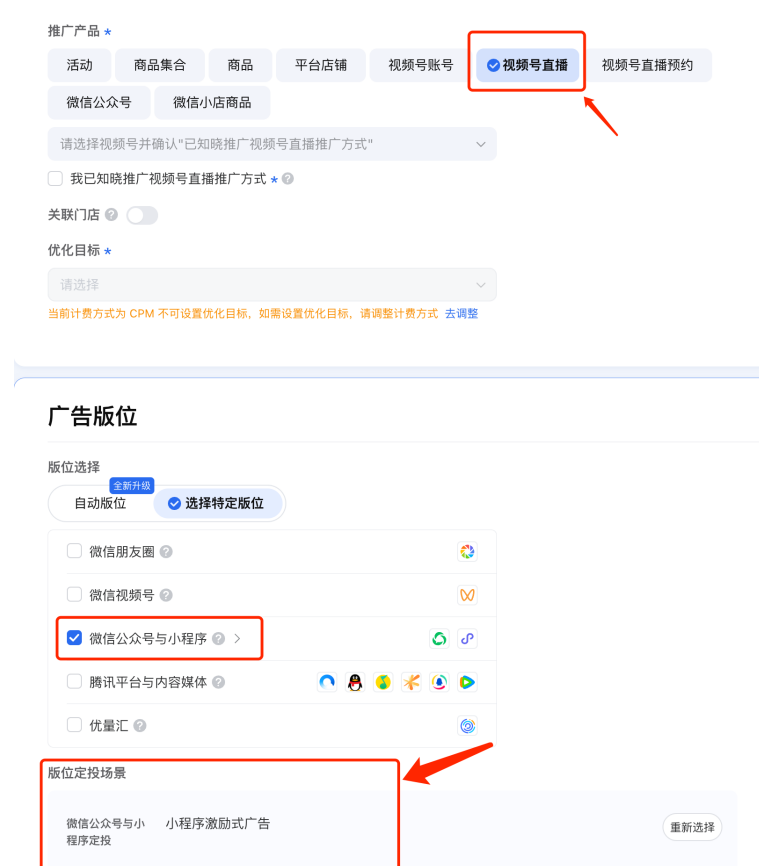 推广产品 *
活动 商品集合 商品 平台店铺 视频号账号 视频号直播 视频号直播预约
微信公众号 微信小店商品
请选择视频号并确认"已知晓推广视频号直播推广方式"
我已知晓推广视频号直播推广方式 *
关联门店
优化目标 *
请选择
当前计费方式为 CPM 不可设置优化目标，如需设置优化目标，请调整计费方式 去调整
广告版位
版位选择
全新升级
自动版位 选择特定版位
微信朋友圈
微信视频号
微信公众号与小程序
腾讯平台与内容媒体
优量汇
版位定投场景
微信公众号与小 小程序激励式广告 重新选择
程序定投